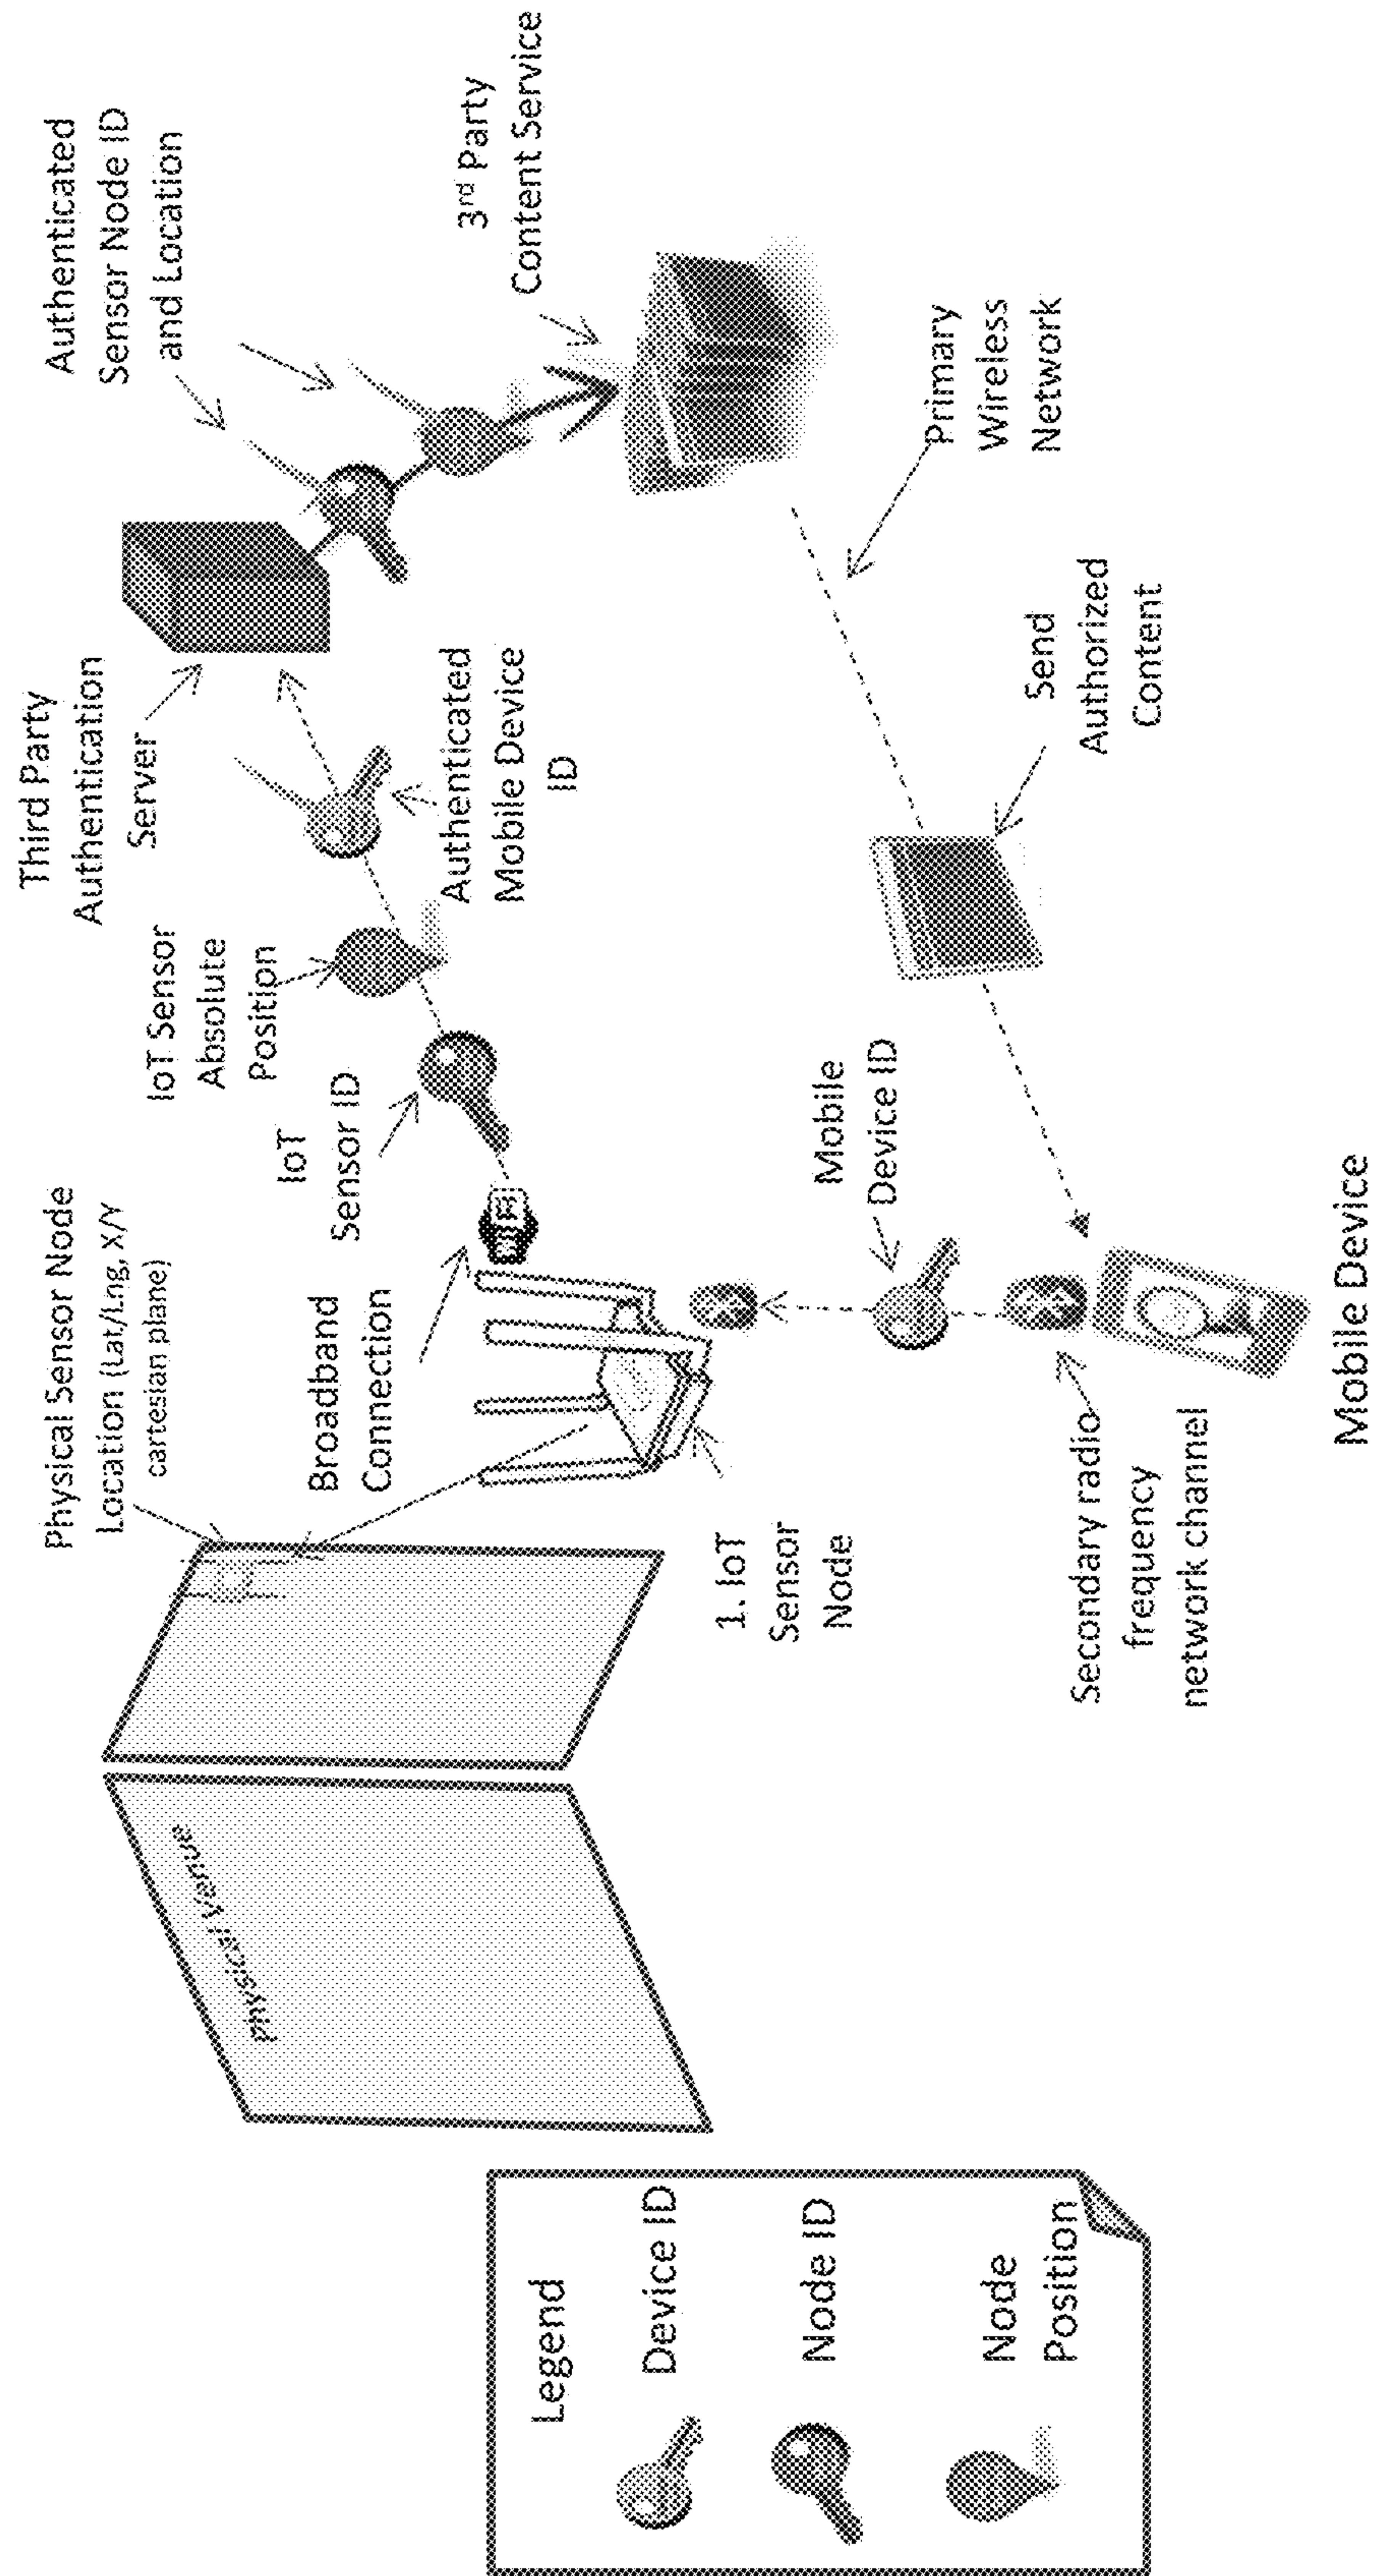 Legend
Device ID
Node ID
Node
Position
Physical Venue
Physical Sensor Node
Location (Lat/Lng, X/Y
cartesian plane)
Broadband
Connection
WiFi
1. IoT
Sensor
Node
IoT
Sensor ID
IoT Sensor
Absolute
Position
Third Party
Authentication
Server
Authenticated
Mobile Device
ID
Authenticated
Sensor Node ID
and Location
3rd Party
Content Service
Primary
Wireless
Network
Send
Authorized
Content
Mobile
Device ID
Secondary radio
frequency
network channel
Mobile Device